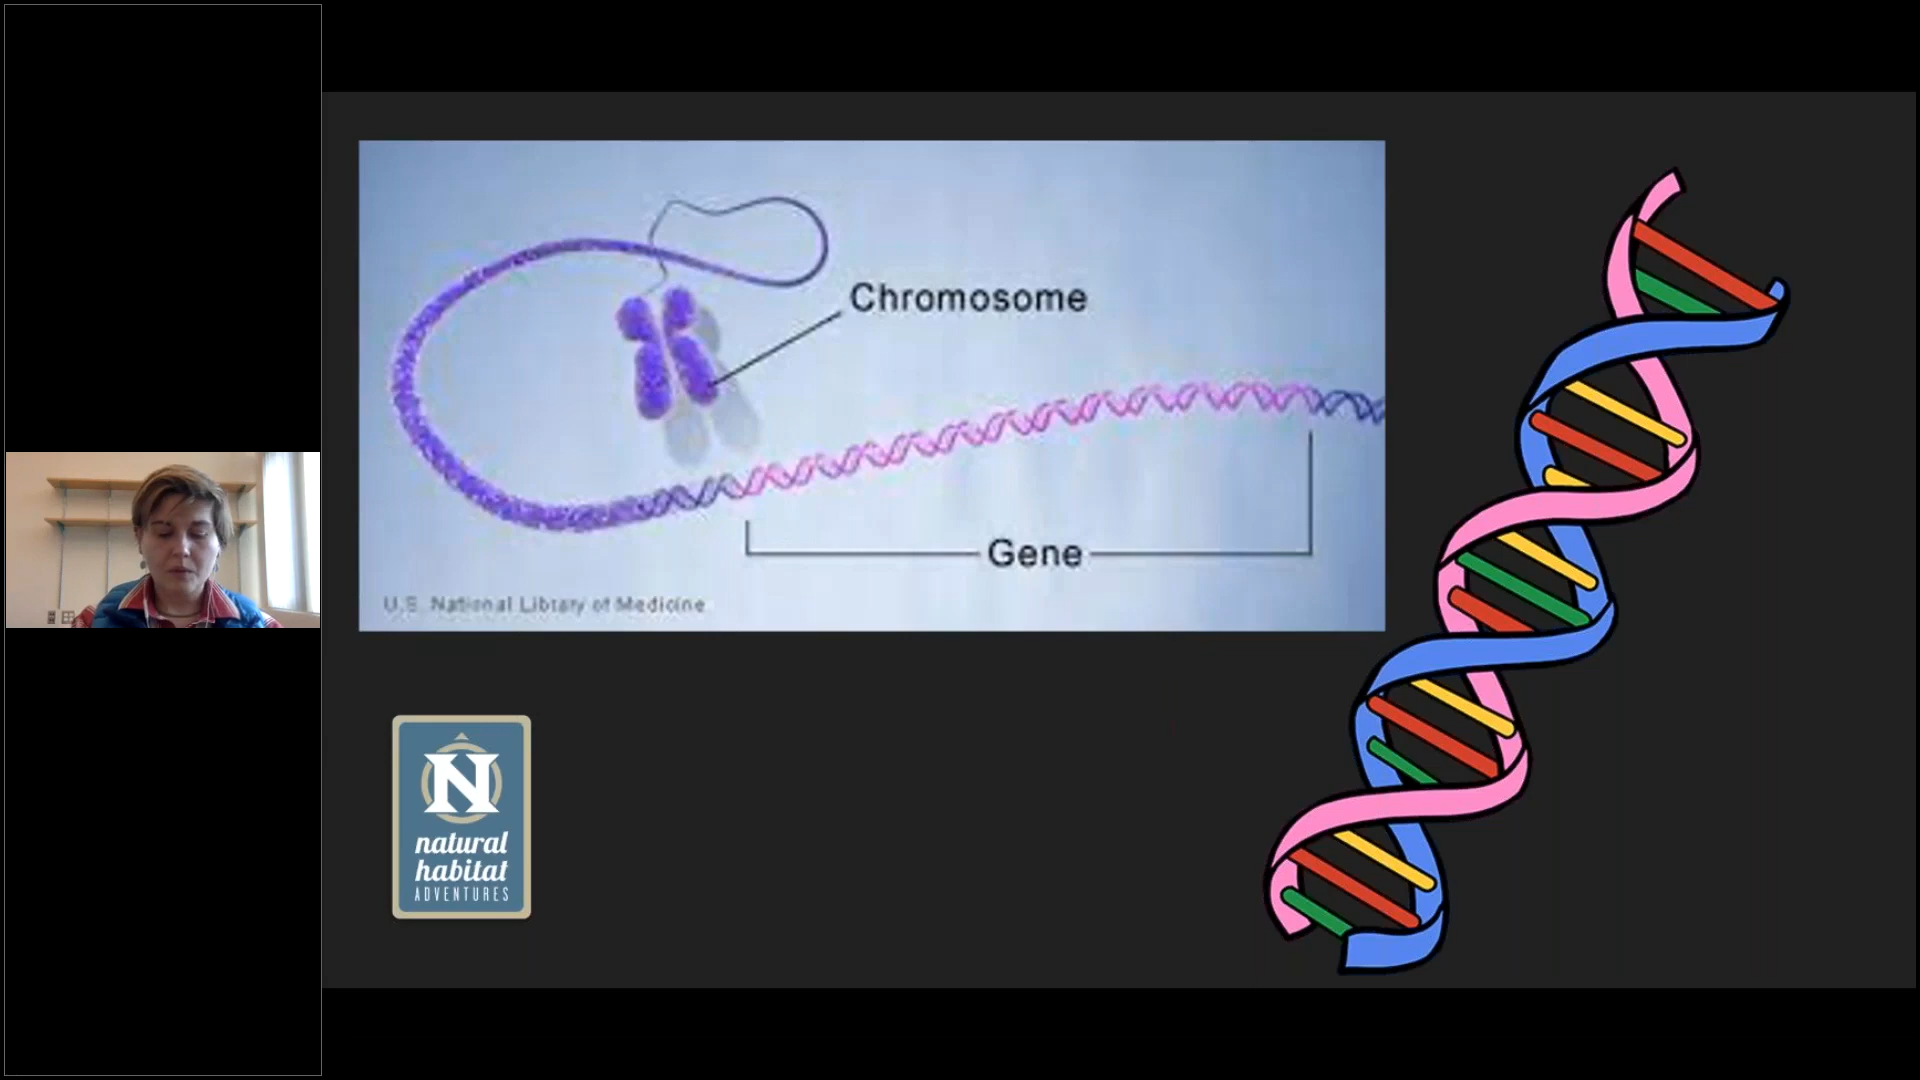 Chromosome
Gene
U.S. National Library of Medicine
N
natural
habitat
ADVENTURES